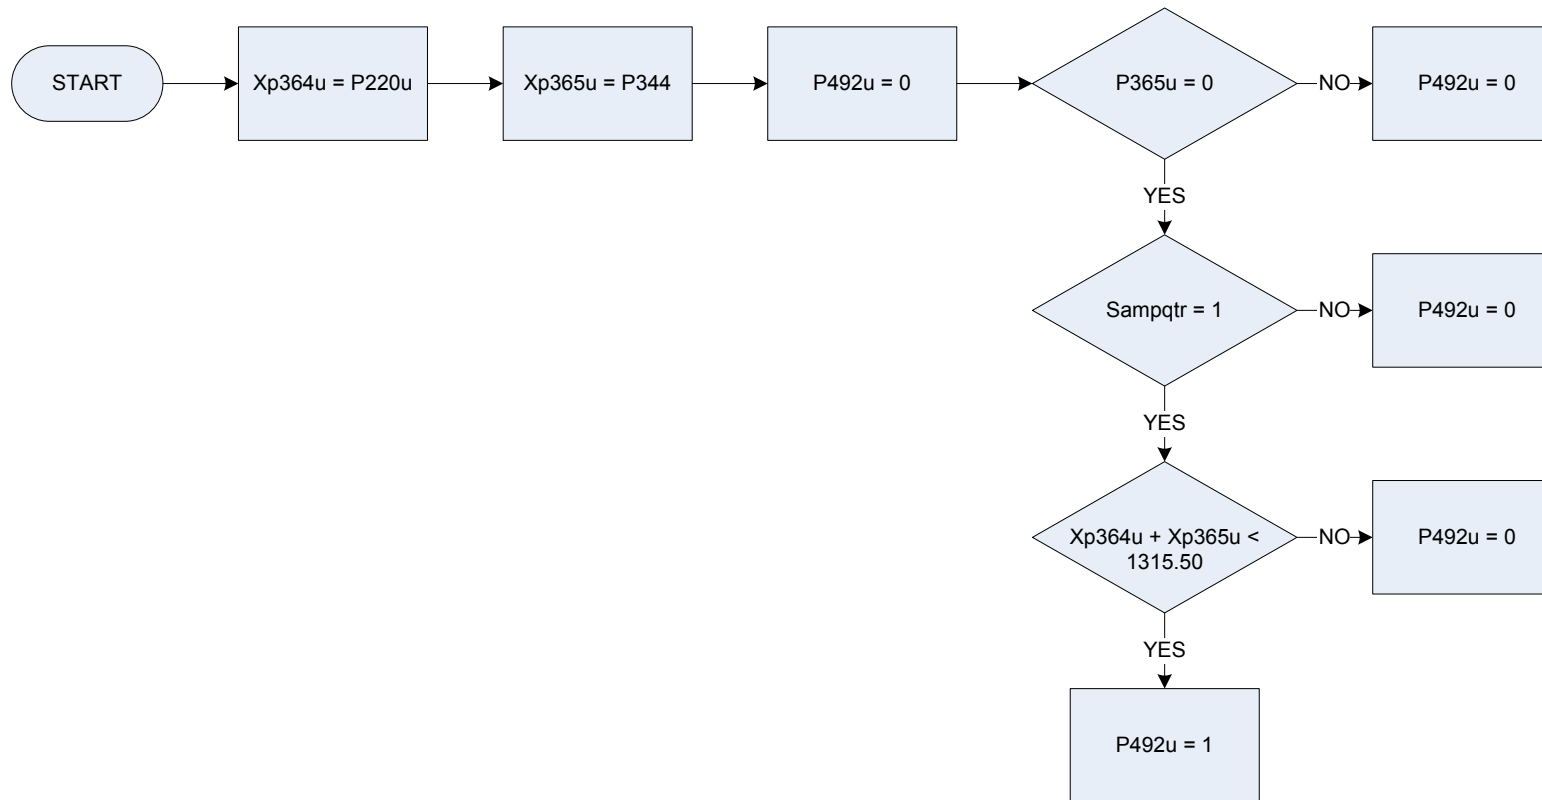 START
Xp364u = P220u
Xp365u = P344
P492u = 0
P365u = 0
NO
P492u = 0
YES
Sampqtr = 1
NO
P492u = 0
YES
Xp364u + Xp365u <
1315.50
NO
P492u = 0
YES
P492u = 1